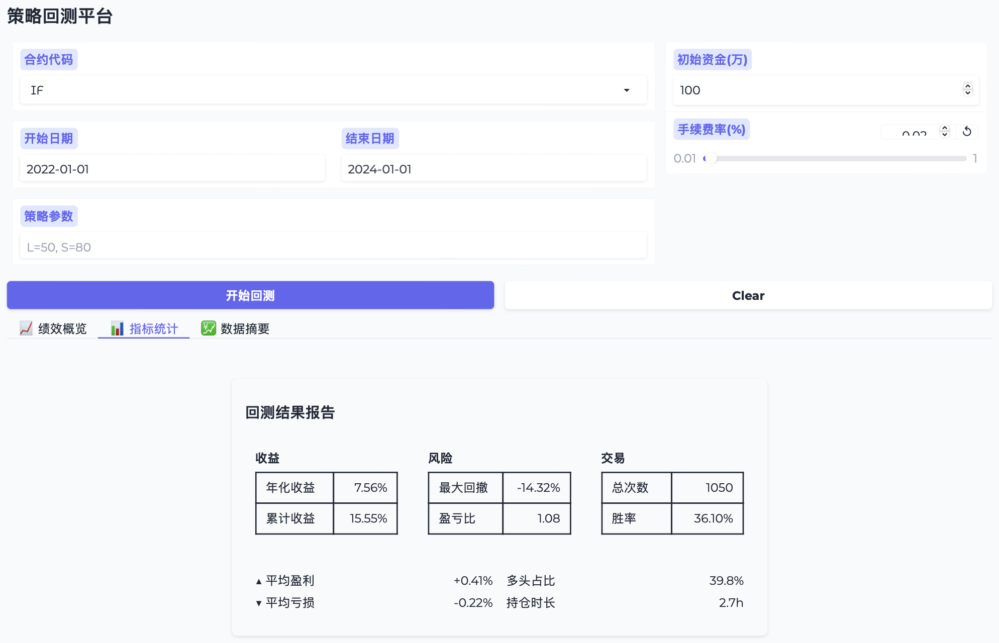 策略回测平台
合约代码
IF
初始资金(万)
100
开始日期
2022-01-01
结束日期
2024-01-01
手续费率(%)
0.01
1
策略参数
L=50, S=80
开始回测
Clear
绩效概览
指标统计
数据摘要
回测结果报告
收益
年化收益 7.56%
累计收益 15.55%
风险
最大回撤 -14.32%
盈亏比 1.08
交易
总次数 1050
胜率 36.10%
▲ 平均盈利 +0.41% 多头占比 39.8%
▼ 平均亏损 -0.22% 持仓时长 2.7h